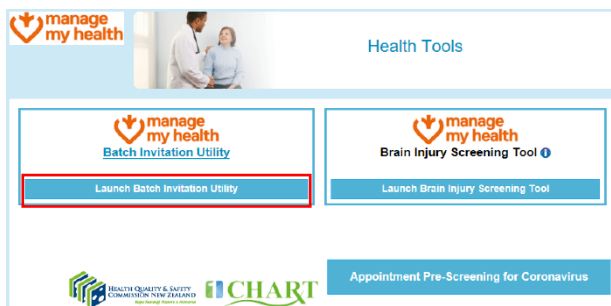 manage
my health
Health Tools
manage
my health
Batch Invitation Utility
Launch Batch Invitation Utility
manage
my health
Brain Injury Screening Tool
Launch Brain Injury Screening Tool
HEALTH QUALITY & SAFETY
COMMISSION NEW ZEALAND
CHART
Appointment Pre-Screening for Coronavirus